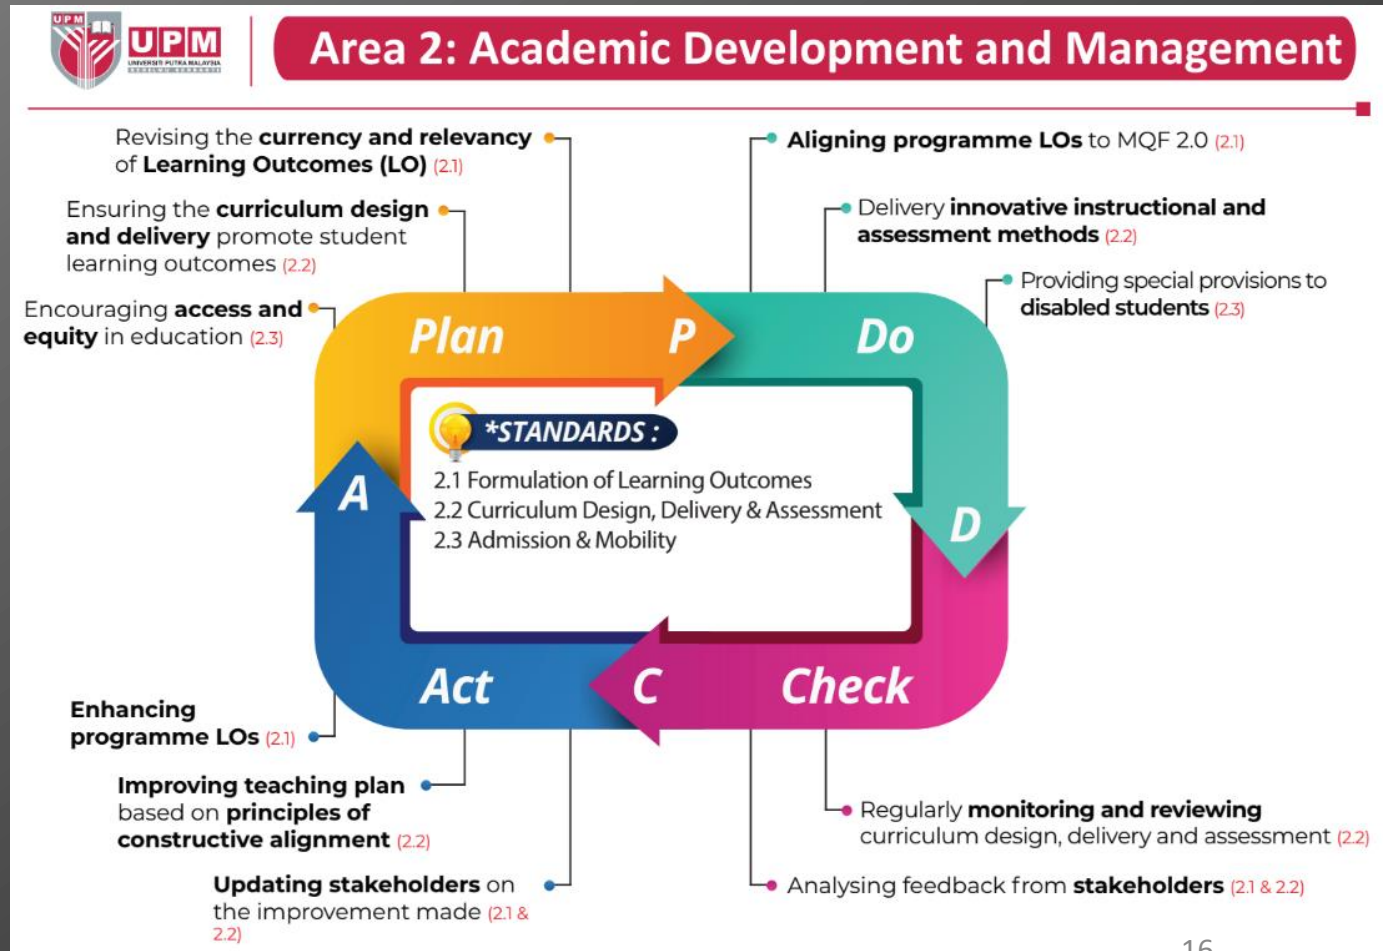 UPM
UPM
UNIVERSITI PUTRA MALAYSIA
Area 2: Academic Development and Management
Revising the currency and relevancy
of Learning Outcomes (LO) (2.1)
Ensuring the curriculum design
and delivery promote student
learning outcomes (2.2)
Encouraging access and
equity in education (2.3)
Aligning programme LOs to MQF 2.0 (2.1)
Delivery innovative instructional and
assessment methods (2.2)
Providing special provisions to
disabled students (2.3)
Plan P Do
*STANDARDS :
2.1 Formulation of Learning Outcomes
2.2 Curriculum Design, Delivery & Assessment
2.3 Admission & Mobility
A
D
Act C Check
Enhancing
programme LOs (2.1)
Improving teaching plan
based on principles of
constructive alignment (2.2)
Updating stakeholders on
the improvement made (2.1 &
2.2)
Regularly monitoring and reviewing
curriculum design, delivery and assessment (2.2)
Analysing feedback from stakeholders (2.1 & 2.2)
16